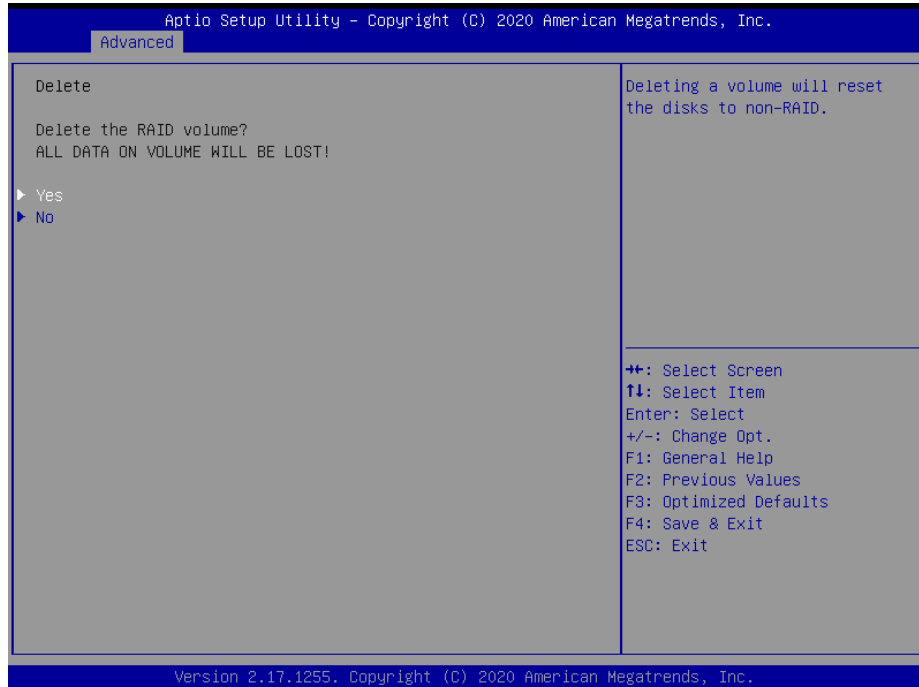 Aptio Setup Utility – Copyright (C) 2020 American Megatrends, Inc.
Advanced
Delete
Delete the RAID volume?
ALL DATA ON VOLUME WILL BE LOST!
Yes
No
Deleting a volume will reset
the disks to non-RAID.
→←: Select Screen
↑↓: Select Item
Enter: Select
+/-: Change Opt.
F1: General Help
F2: Previous Values
F3: Optimized Defaults
F4: Save & Exit
ESC: Exit
Version 2.17.1255. Copyright (C) 2020 American Megatrends, Inc.